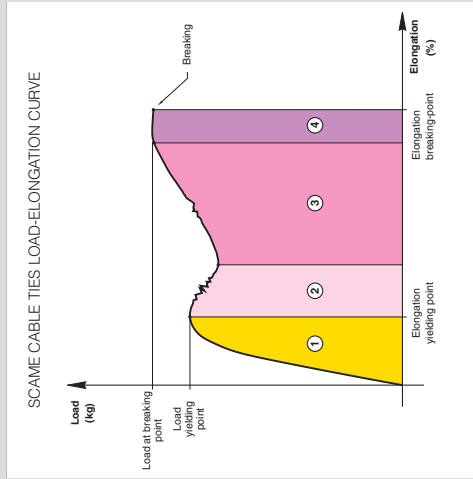 SCAME CABLE TIES LOAD-ELONGATION CURVE
Load
(kg)
Load at breaking
point
Load
yielding
point
Breaking
1
2
3
4
Elongation
yielding point
Elongation
breaking-point
Elongation
(%)